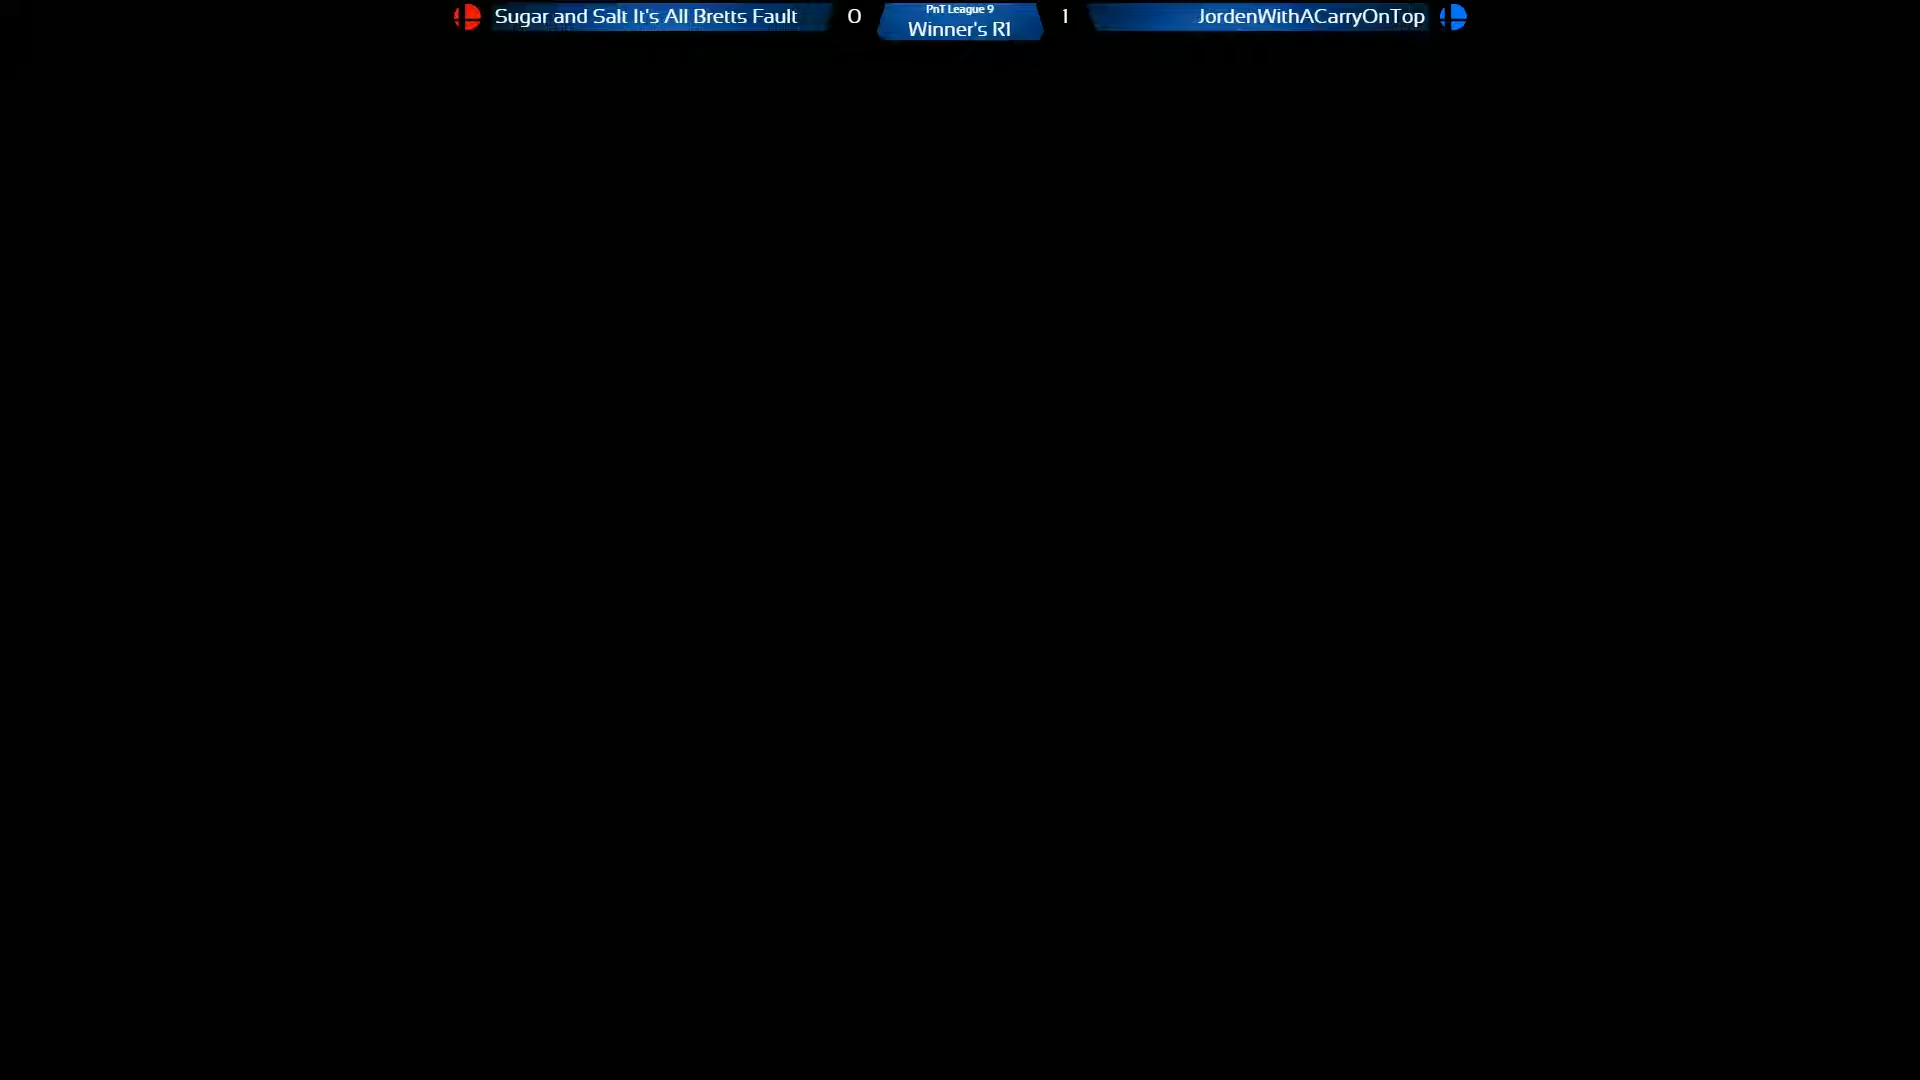 Sugar and Salt It's All Bretts Fault
0
PnT League 9
Winner's R1
1
JordenWithACarryOnTop